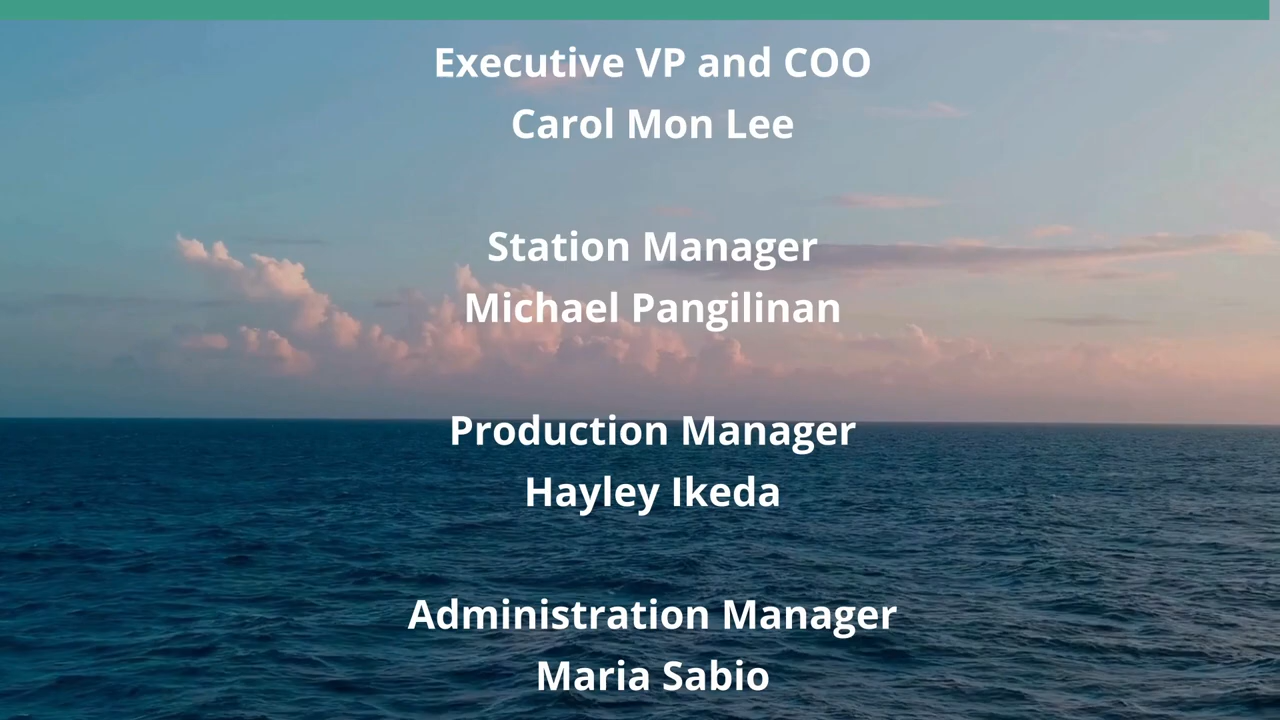 Executive VP and COO
Carol Mon Lee
Station Manager
Michael Pangilinan
Production Manager
Hayley Ikeda
Administration Manager
Maria Sabio